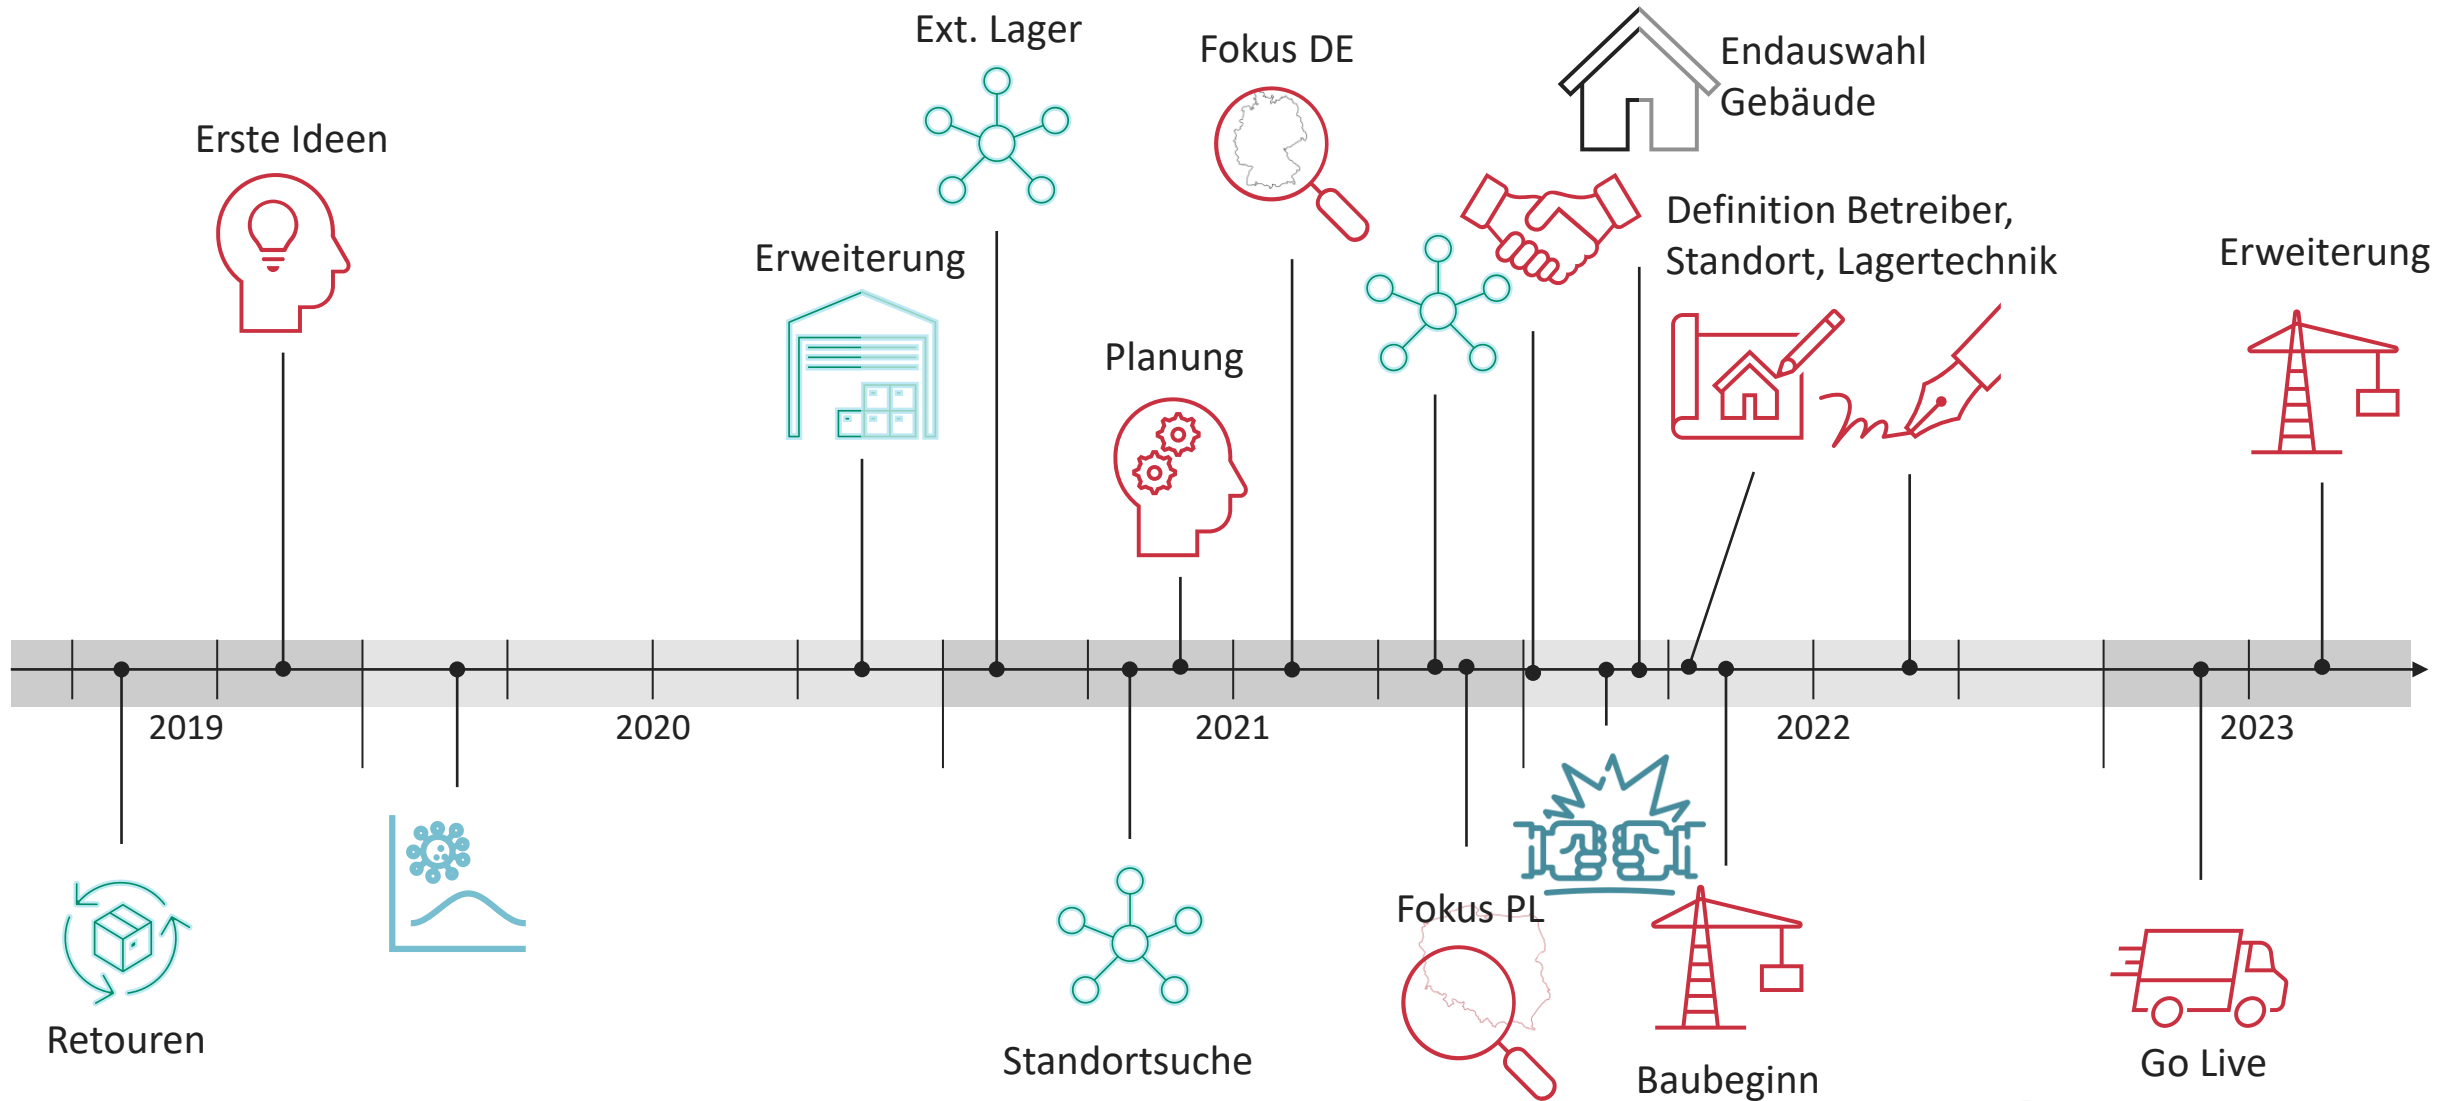 Ext. Lager
Fokus DE
Endauswahl
Gebäude
Erste Ideen
Definition Betreiber,
Standort, Lagertechnik
Erweiterung
Erweiterung
Planung
2019
2020
2021
2022
2023
Fokus PL
Retouren
Standortsuche
Baubeginn
Go Live